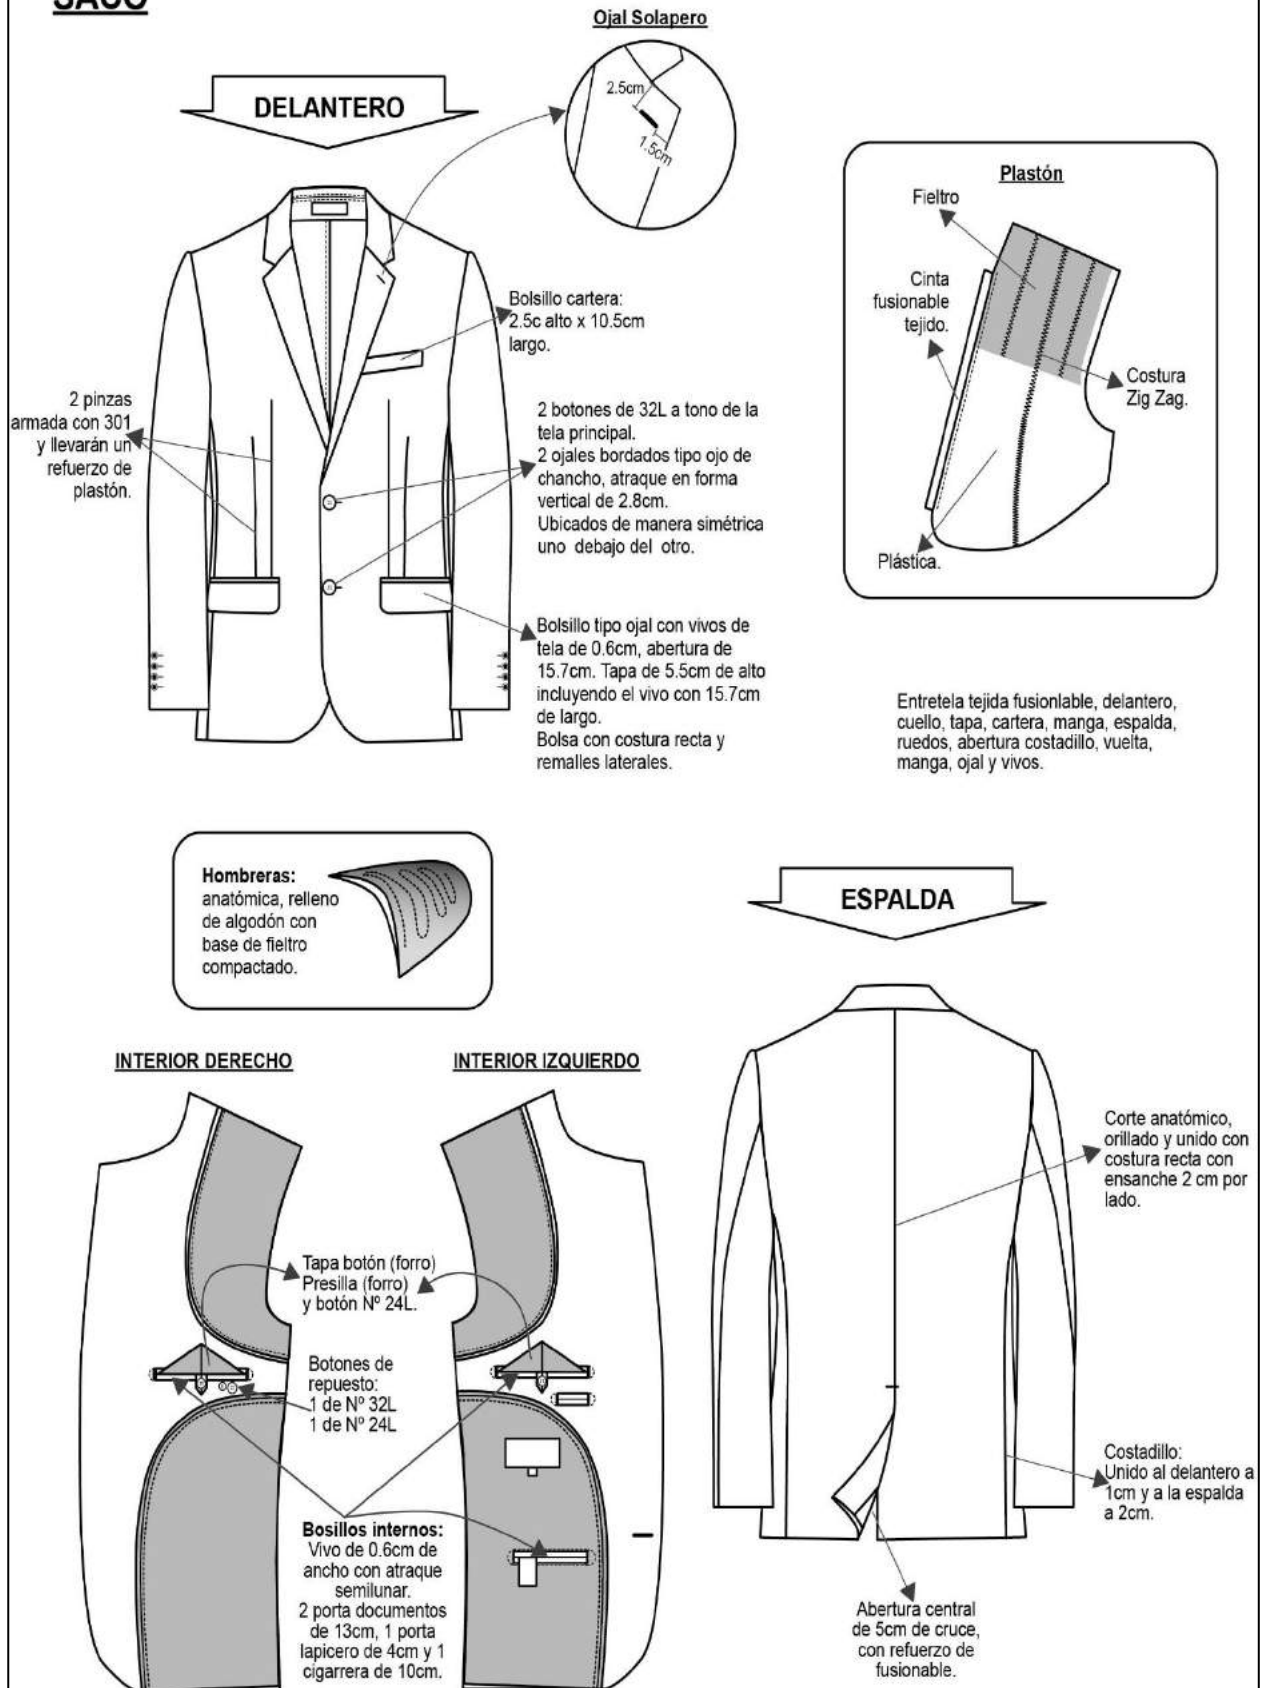 SACO
Ojal Solapero
2.5cm
1.5cm
DELANTERO
Plastón
Fieltro
Cinta
fusionable
tejido.
Costura
Zig Zag.
Plástica.
Bolsillo cartera:
2.5c alto x 10.5cm
largo.
2 pinzas
armada con 301
y llevarán un
refuerzo de
plastón.
2 botones de 32L a tono de la
tela principal.
2 ojales bordados tipo ojo de
chancho, atraque en forma
vertical de 2.8cm.
Ubicados de manera simétrica
uno debajo del otro.
Bolsillo tipo ojal con vivos de
tela de 0.6cm, abertura de
15.7cm. Tapa de 5.5cm de alto
incluyendo el vivo con 15.7cm
de largo.
Bolsa con costura recta y
remalles laterales.
Entretela tejida fusionlable, delantero,
cuello, tapa, cartera, manga, espalda,
ruedos, abertura costadillo, vuelta,
manga, ojal y vivos.
Hombreras:
anatómica, relleno
de algodón con
base de fieltro
compactado.
ESPALDA
INTERIOR DERECHO
INTERIOR IZQUIERDO
Tapa botón (forro)
Presilla (forro)
y botón Nº 24L.
Botones de
repuesto:
1 de Nº 32L
1 de Nº 24L
Bosillos internos:
Vivo de 0.6cm de
ancho con atraque
semilunar.
2 porta documentos
de 13cm, 1 porta
lapicero de 4cm y 1
cigarrera de 10cm.
Corte anatómico,
orillado y unido con
costura recta con
ensanche 2 cm por
lado.
Costadillo:
Unido al delantero a
1cm y a la espalda
a 2cm.
Abertura central
de 5cm de cruce,
con refuerzo de
fusionable.